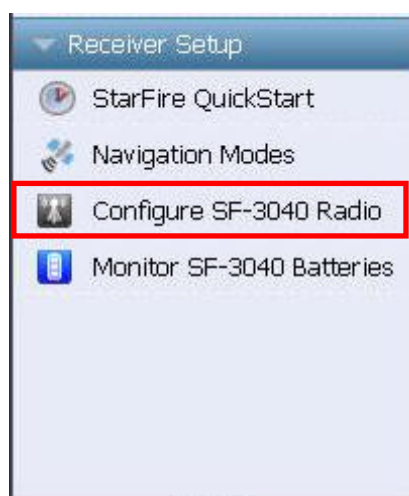 Receiver Setup
StarFire QuickStart
Navigation Modes
Configure SF-3040 Radio
Monitor SF-3040 Batteries